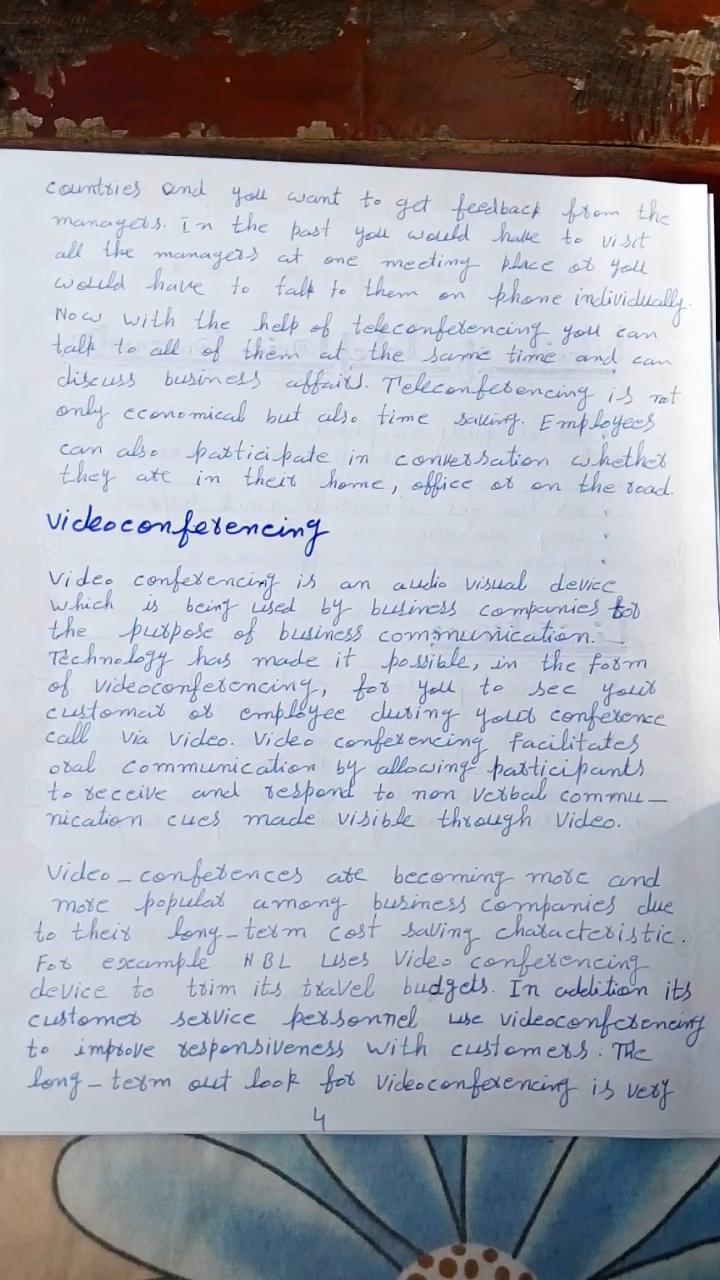 countries and you want to get feedback from the
managers. In the past you would have to visit
all the managers at one meeting place or you
would have to talk to them on phone individually.
Now with the help of teleconferencing you can
talk to all of them at the same time and can
discuss business affairs. Teleconferencing is not
only economical but also time saving. Employees
can also participate in conversation whether
they are in their home, office or on the road.
Videoconferencing
Video conferencing is an audio visual device
which is being used by business companies for
the purpose of business communication.
Technology has made it possible, in the form
of videoconferencing, for you to see your
customar or employee during your conference
call via video. Video conferencing facilitates
oral communication by allowing participants
to receive and respond to non verbal commu-
nication cues made visible through video.
Video-conferences are becoming more and
more popular among business companies due
to their long-term cost saving characteristic.
For example HBL uses video conferencing
device to trim its travel budgets. In addition its
customer service personnel use videoconferencing
to improve responsiveness with customers. The
long-term out look for videoconferencing is very
4